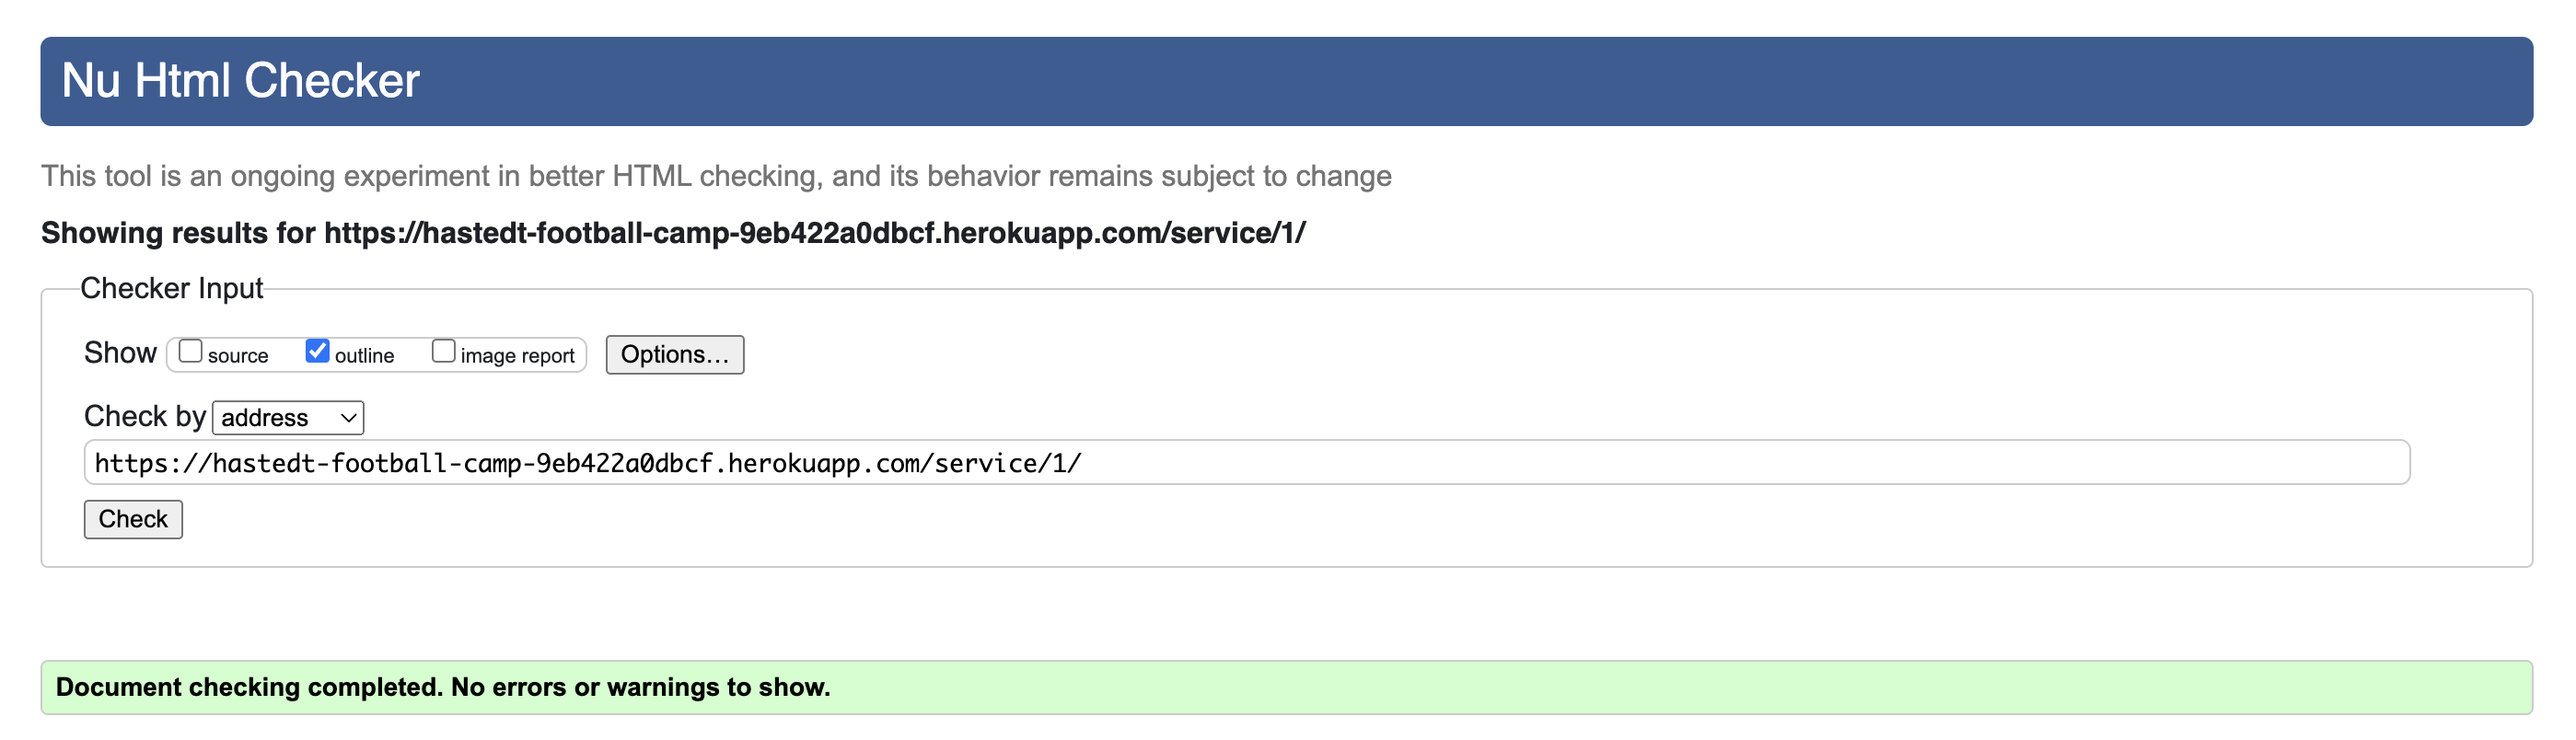 Nu Html Checker
This tool is an ongoing experiment in better HTML checking, and its behavior remains subject to change
Showing results for https://hastedt-football-camp-9eb422a0dbcf.herokuapp.com/service/1/
Checker Input
Show source outline image report Options...
Check by address
https://hastedt-football-camp-9eb422a0dbcf.herokuapp.com/service/1/
Check
Document checking completed. No errors or warnings to show.